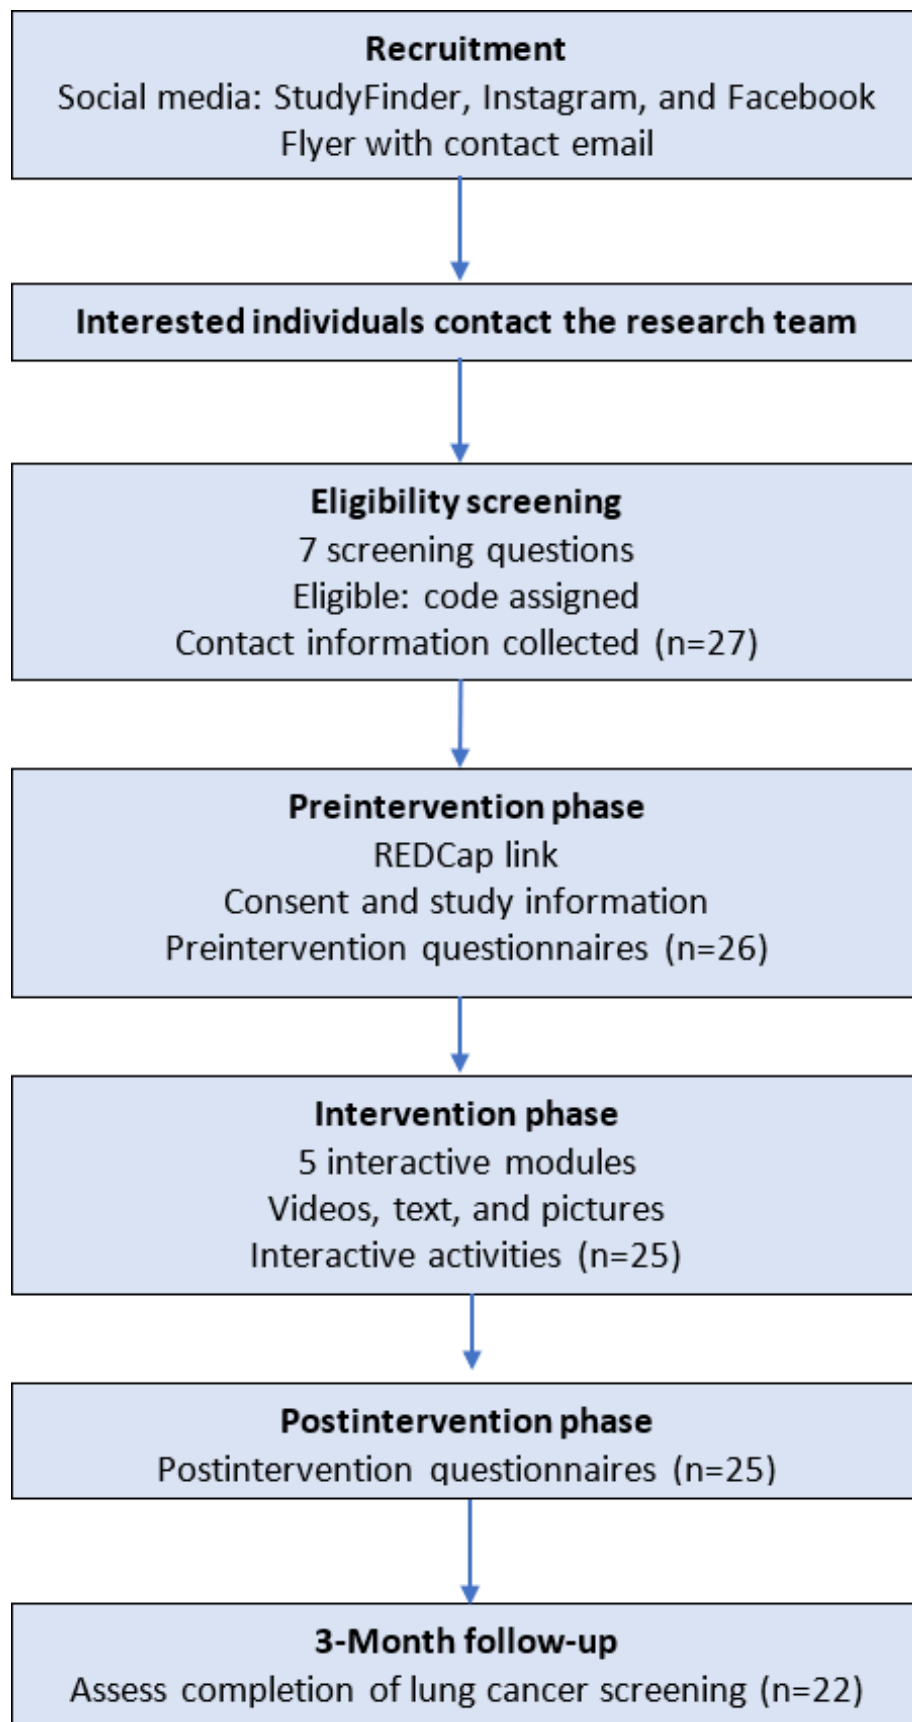 Recruitment
Social media: StudyFinder, Instagram, and Facebook
Flyer with contact email
Interested individuals contact the research team
Eligibility screening
7 screening questions
Eligible: code assigned
Contact information collected (n=27)
Preintervention phase
REDCap link
Consent and study information
Preintervention questionnaires (n=26)
Intervention phase
5 interactive modules
Videos, text, and pictures
Interactive activities (n=25)
Postintervention phase
Postintervention questionnaires (n=25)
3-Month follow-up
Assess completion of lung cancer screening (n=22)